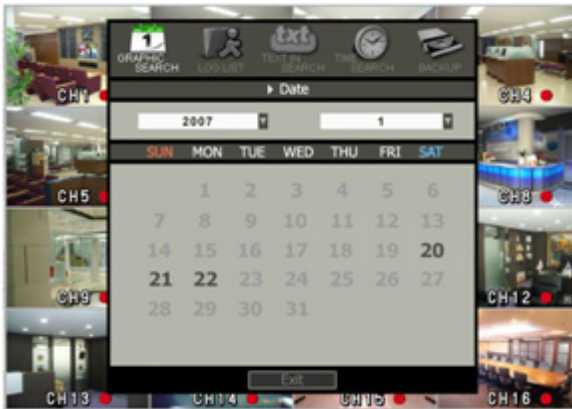 1
GRAPHIC SEARCH
LOG LIST
txt
TEXT IN SEARCH
TIME SEARCH
BACKUP
Date
2007 1
SUN MON TUE WED THU FRI SAT
1 2 3 4 5 6
7 8 9 10 11 12 13
14 15 16 17 18 19 20
21 22 23 24 25 26 27
28 29 30 31
Exit
CH1
CH4
CH5
CH8
CH9
CH12
CH13 CH14 CH15 CH16